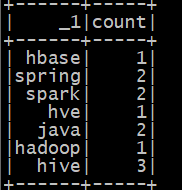 +------+-----+
|    _1|count|
+------+-----+
| hbase|    1|
|spring|    2|
| spark|    2|
|   hve|    1|
|  java|    2|
|hadoop|    1|
|  hive|    3|
+------+-----+